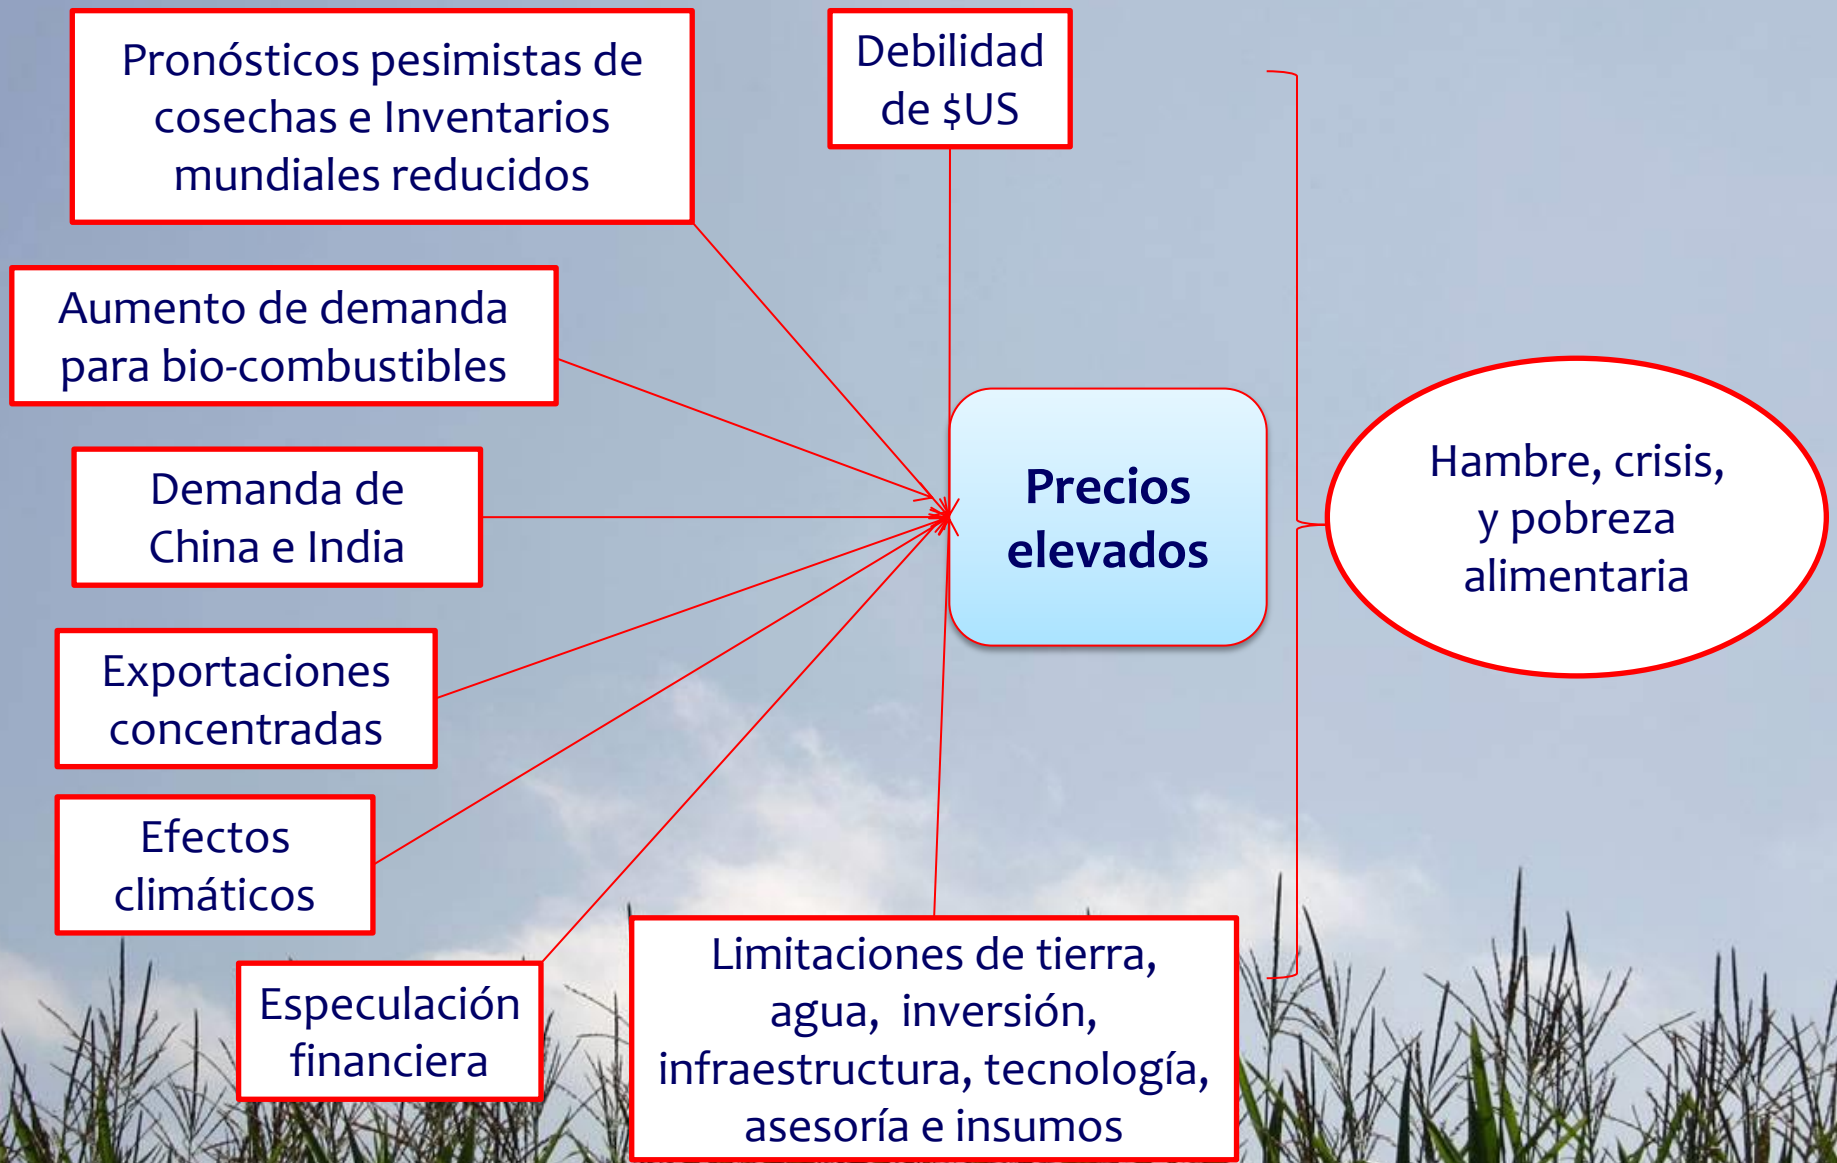 Pronósticos pesimistas de
cosechas e Inventarios
mundiales reducidos
Debilidad
de $US
Aumento de demanda
para bio-combustibles
Demanda de
China e India
Precios
elevados
Hambre, crisis,
y pobreza
alimentaria
Exportaciones
concentradas
Efectos
climáticos
Especulación
financiera
Limitaciones de tierra,
agua, inversión,
infraestructura, tecnología,
asesoría e insumos